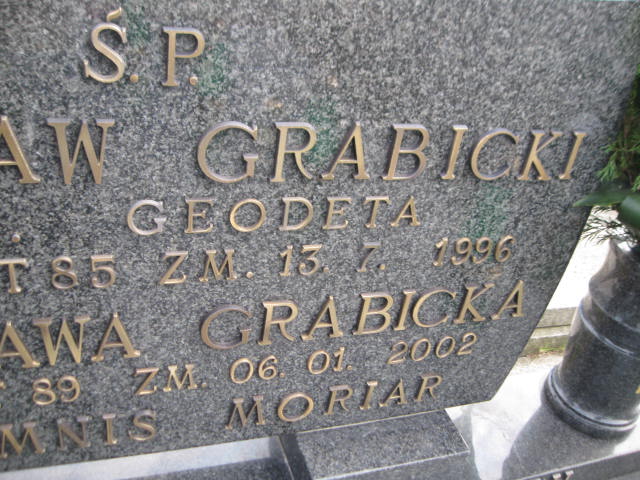 Ś.P.
AW GRABICKI
GEODETA
T 85 ZM. 13. 7. 1996
AWA GRABICKA
89 ZM. 06. 01. 2002
MNIS MORIAR